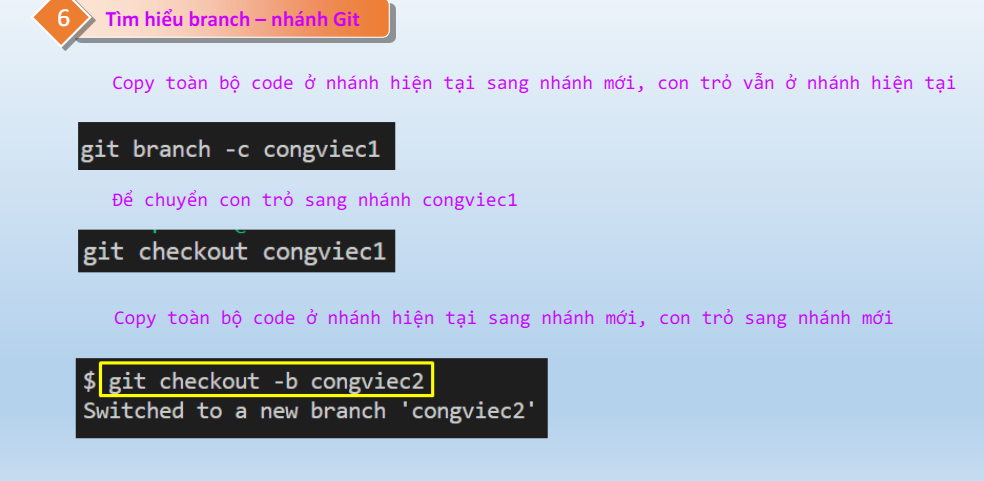 6
Tìm hiểu branch – nhánh Git
Copy toàn bộ code ở nhánh hiện tại sang nhánh mới, con trỏ vẫn ở nhánh hiện tại
git branch -c congviec1
Để chuyển con trỏ sang nhánh congviec1
git checkout congviec1
Copy toàn bộ code ở nhánh hiện tại sang nhánh mới, con trỏ sang nhánh mới
$ git checkout -b congviec2
Switched to a new branch 'congviec2'